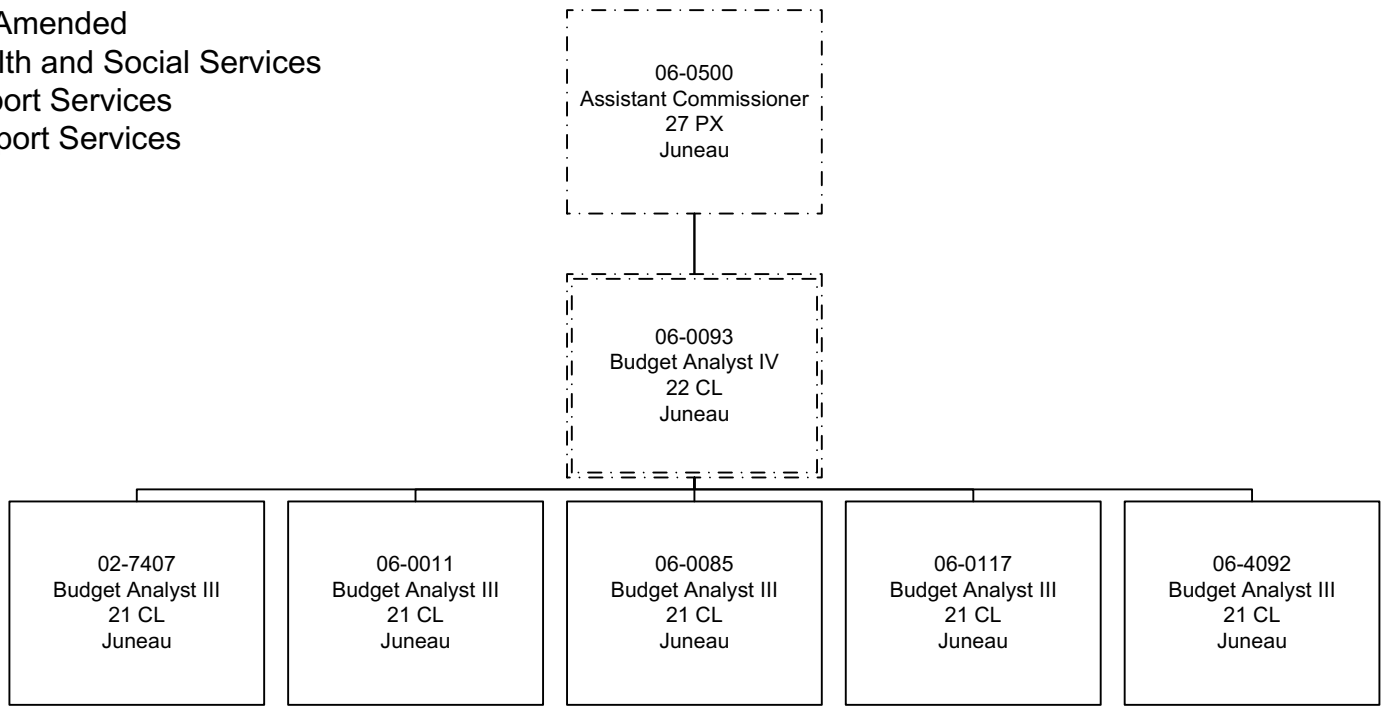 Amended
lth and Social Services
port Services
port Services
06-0500
Assistant Commissioner
27 PX
Juneau
06-0093
Budget Analyst IV
22 CL
Juneau
02-7407
Budget Analyst III
21 CL
Juneau
06-0011
Budget Analyst III
21 CL
Juneau
06-0085
Budget Analyst III
21 CL
Juneau
06-0117
Budget Analyst III
21 CL
Juneau
06-4092
Budget Analyst III
21 CL
Juneau